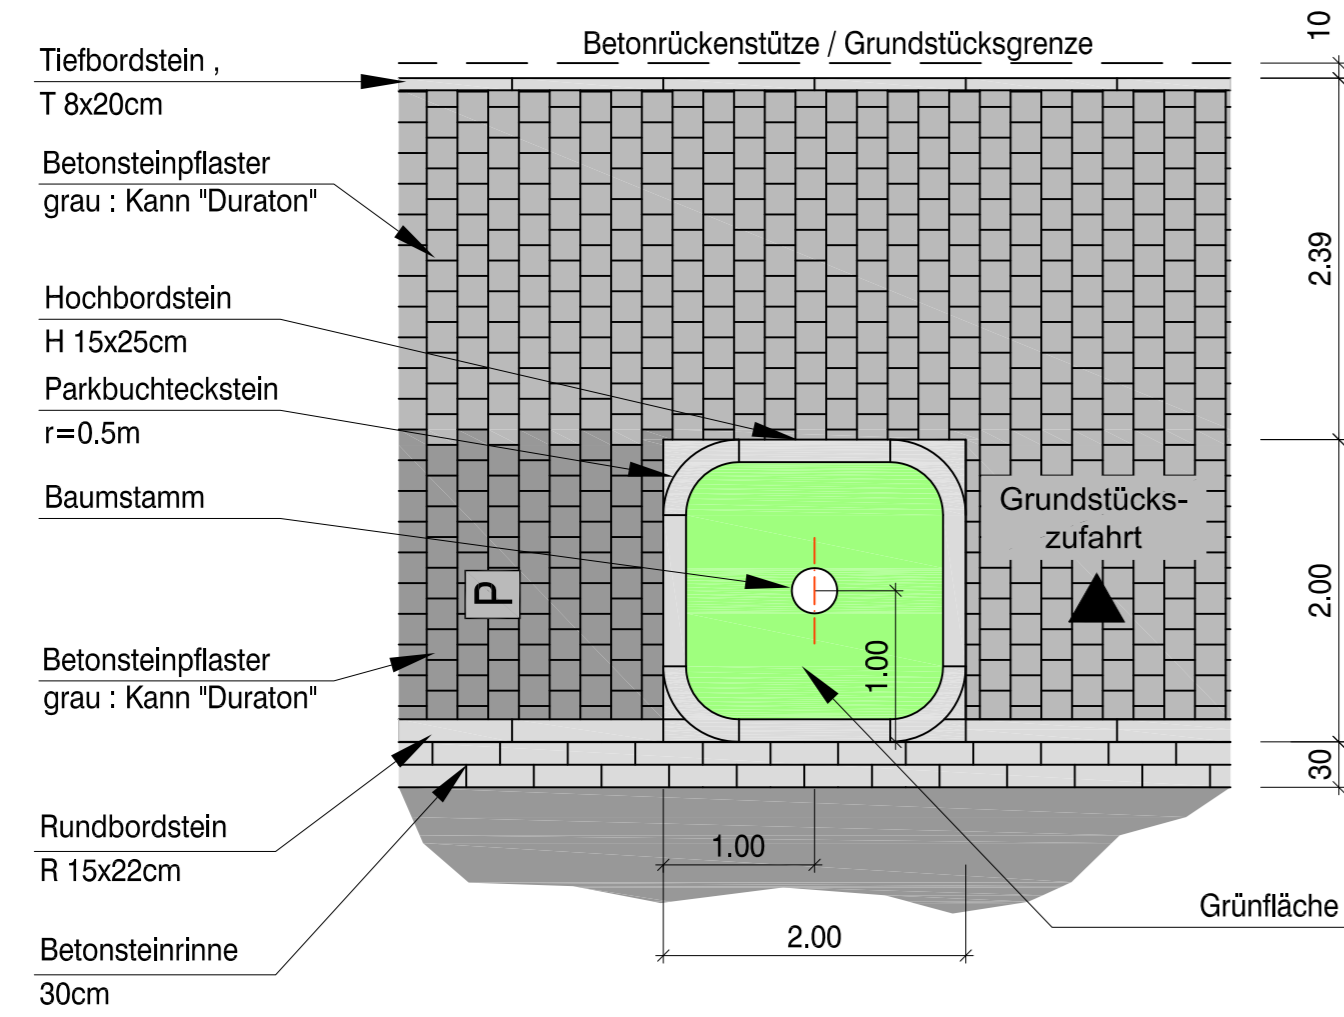 Betonrückenstütze / Grundstücksgrenze
10
Tiefbordstein ,
T 8x20cm
Betonsteinpflaster
grau : Kann "Duraton"
2.39
Hochbordstein
H 15x25cm
Parkbuchteckstein
r=0.5m
Baumstamm
Grundstücks-
zufahrt
P
2.00
1.00
Betonsteinpflaster
grau : Kann "Duraton"
30
Rundbordstein
R 15x22cm
1.00
Grünfläche
2.00
Betonsteinrinne
30cm